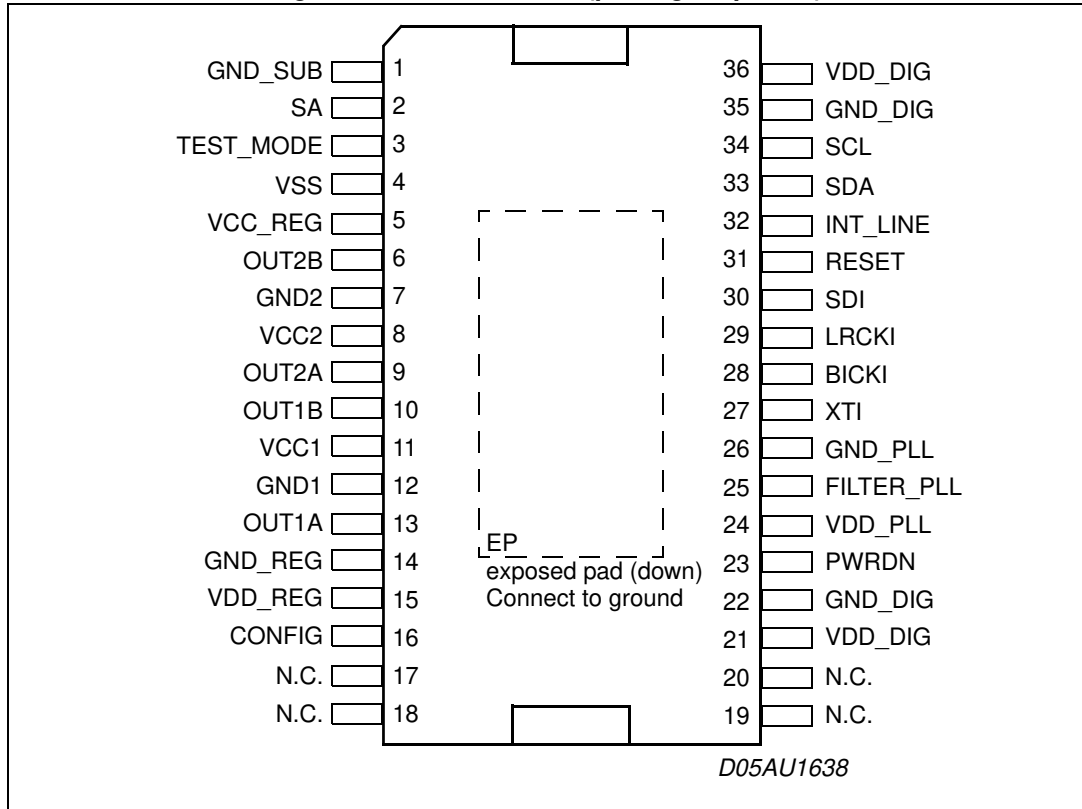 GND_SUB 1
SA 2
TEST_MODE 3
VSS 4
VCC_REG 5
OUT2B 6
GND2 7
VCC2 8
OUT2A 9
OUT1B 10
VCC1 11
GND1 12
OUT1A 13
GND_REG 14
VDD_REG 15
CONFIG 16
N.C. 17
N.C. 18
EP
exposed pad (down)
Connect to ground
36 VDD_DIG
35 GND_DIG
34 SCL
33 SDA
32 INT_LINE
31 RESET
30 SDI
29 LRCKI
28 BICKI
27 XTI
26 GND_PLL
25 FILTER_PLL
24 VDD_PLL
23 PWRDN
22 GND_DIG
21 VDD_DIG
20 N.C.
19 N.C.
D05AU1638